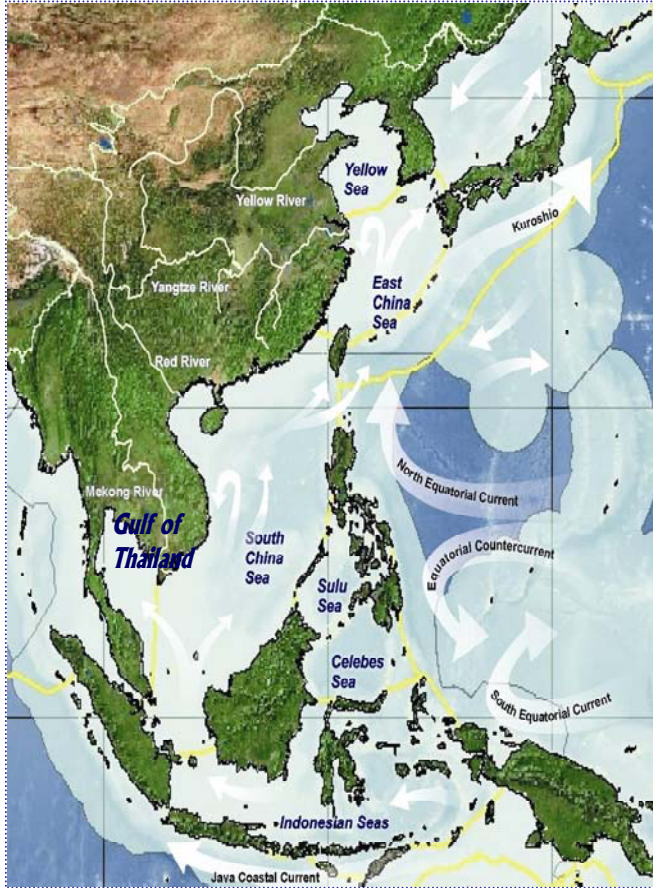 Yellow
Sea
Yellow River
Kuroshio
East
China
Sea
Yangtze River
Red River
North Equatorial Current
Mekong River
Gulf of
Thailand
South
China
Sea
Equatorial Countercurrent
Sulu
Sea
Celebes
Sea
South Equatorial Current
Indonesian Seas
Java Coastal Current